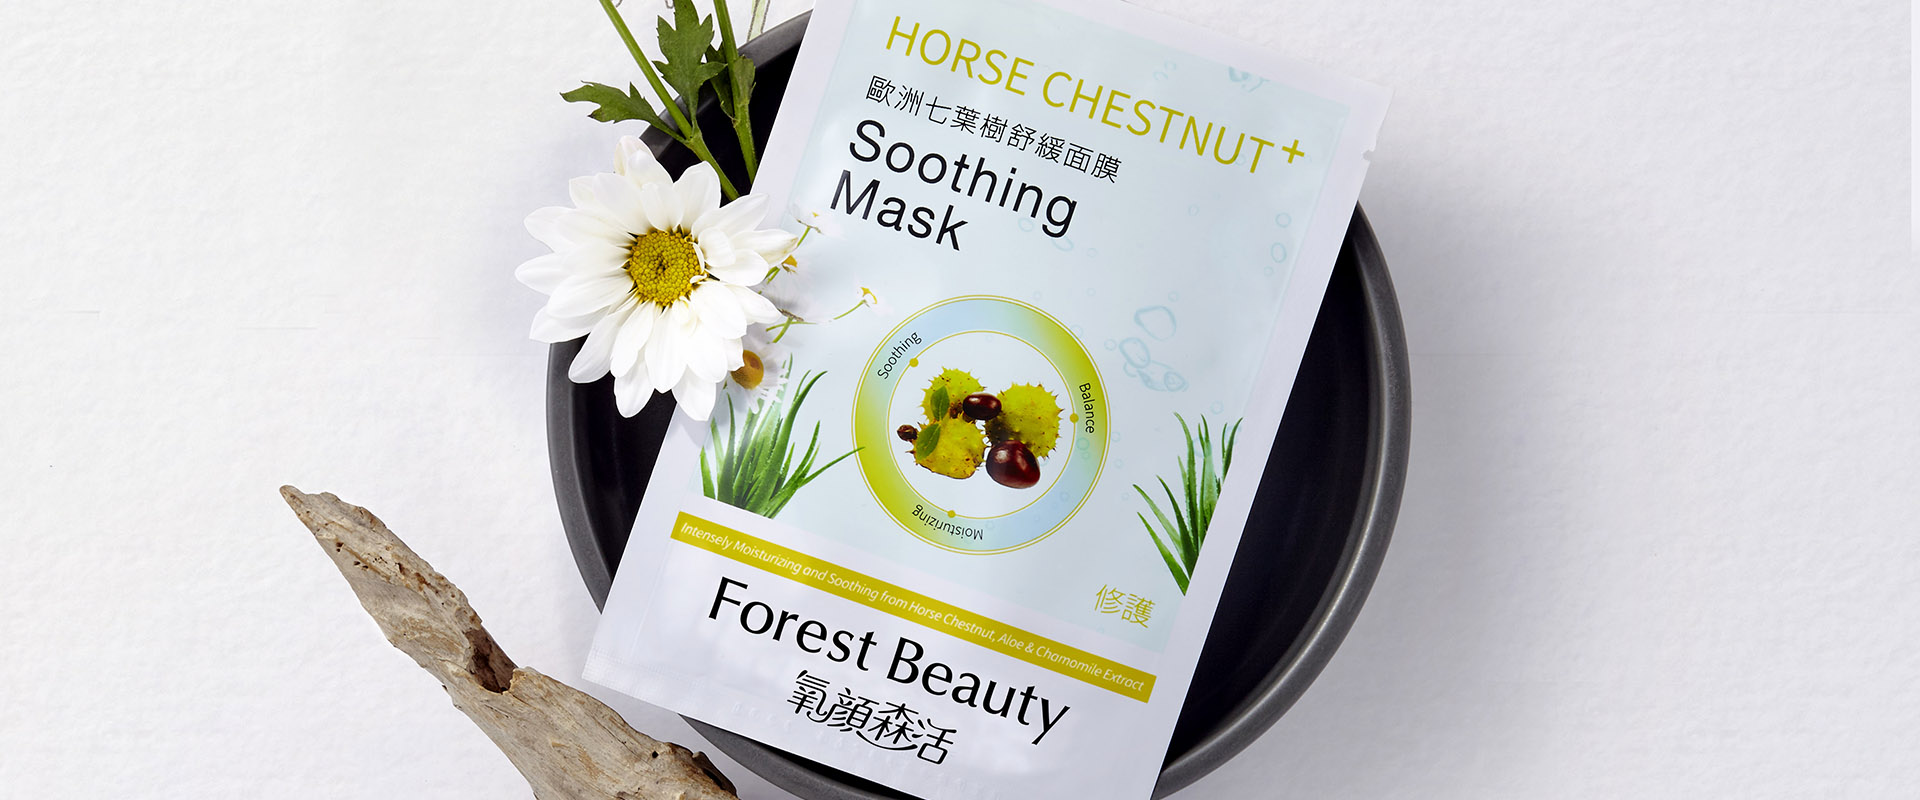 HORSE CHESTNUT+
歐洲七葉樹舒緩面膜
Soothing
Mask
Soothing
Balance
Moisturizing
修護
Intensely Moisturizing and Soothing from Horse Chestnut, Aloe & Chamomile Extract
Forest Beauty
氧顏森活